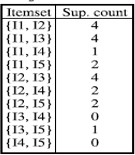 Itemset Sup. count
{I1, I2} 4
{I1, I3} 4
{I1, I4} 1
{I1, I5} 2
{I2, I3} 4
{I2, I4} 2
{I2, I5} 2
{I3, I4} 0
{I3, I5} 1
{I4, I5} 0